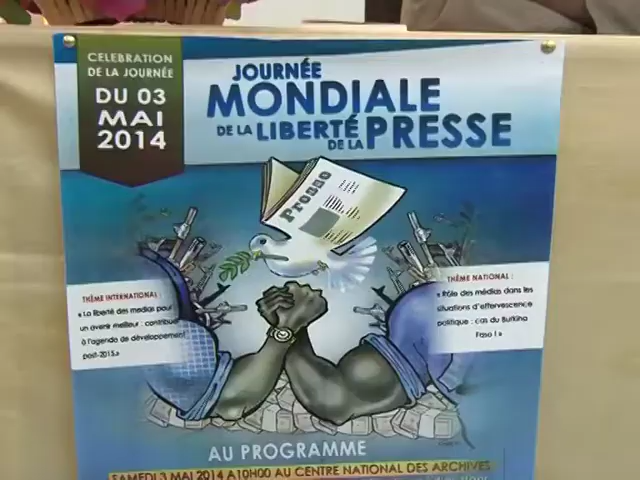 CELEBRATION
DE LA JOURNÉE
DU 03
MAI
2014
JOURNÉE
MONDIALE
DE LA LIBERTÉ
DE LA PRESSE
Presse
THÈME INTERNATIONAL :
« La liberté des medias pour
un avenir meilleur : contribuer
à l'agenda de développement
post-2015.»
THÈME NATIONAL :
« Rôle des médias dans les
situations d'effervescence
politique : cas du Burkina
Faso ! »
AU PROGRAMME
SAMEDI 3 MAI 2014 A 10H00 AU CENTRE NATIONAL DES ARCHIVES